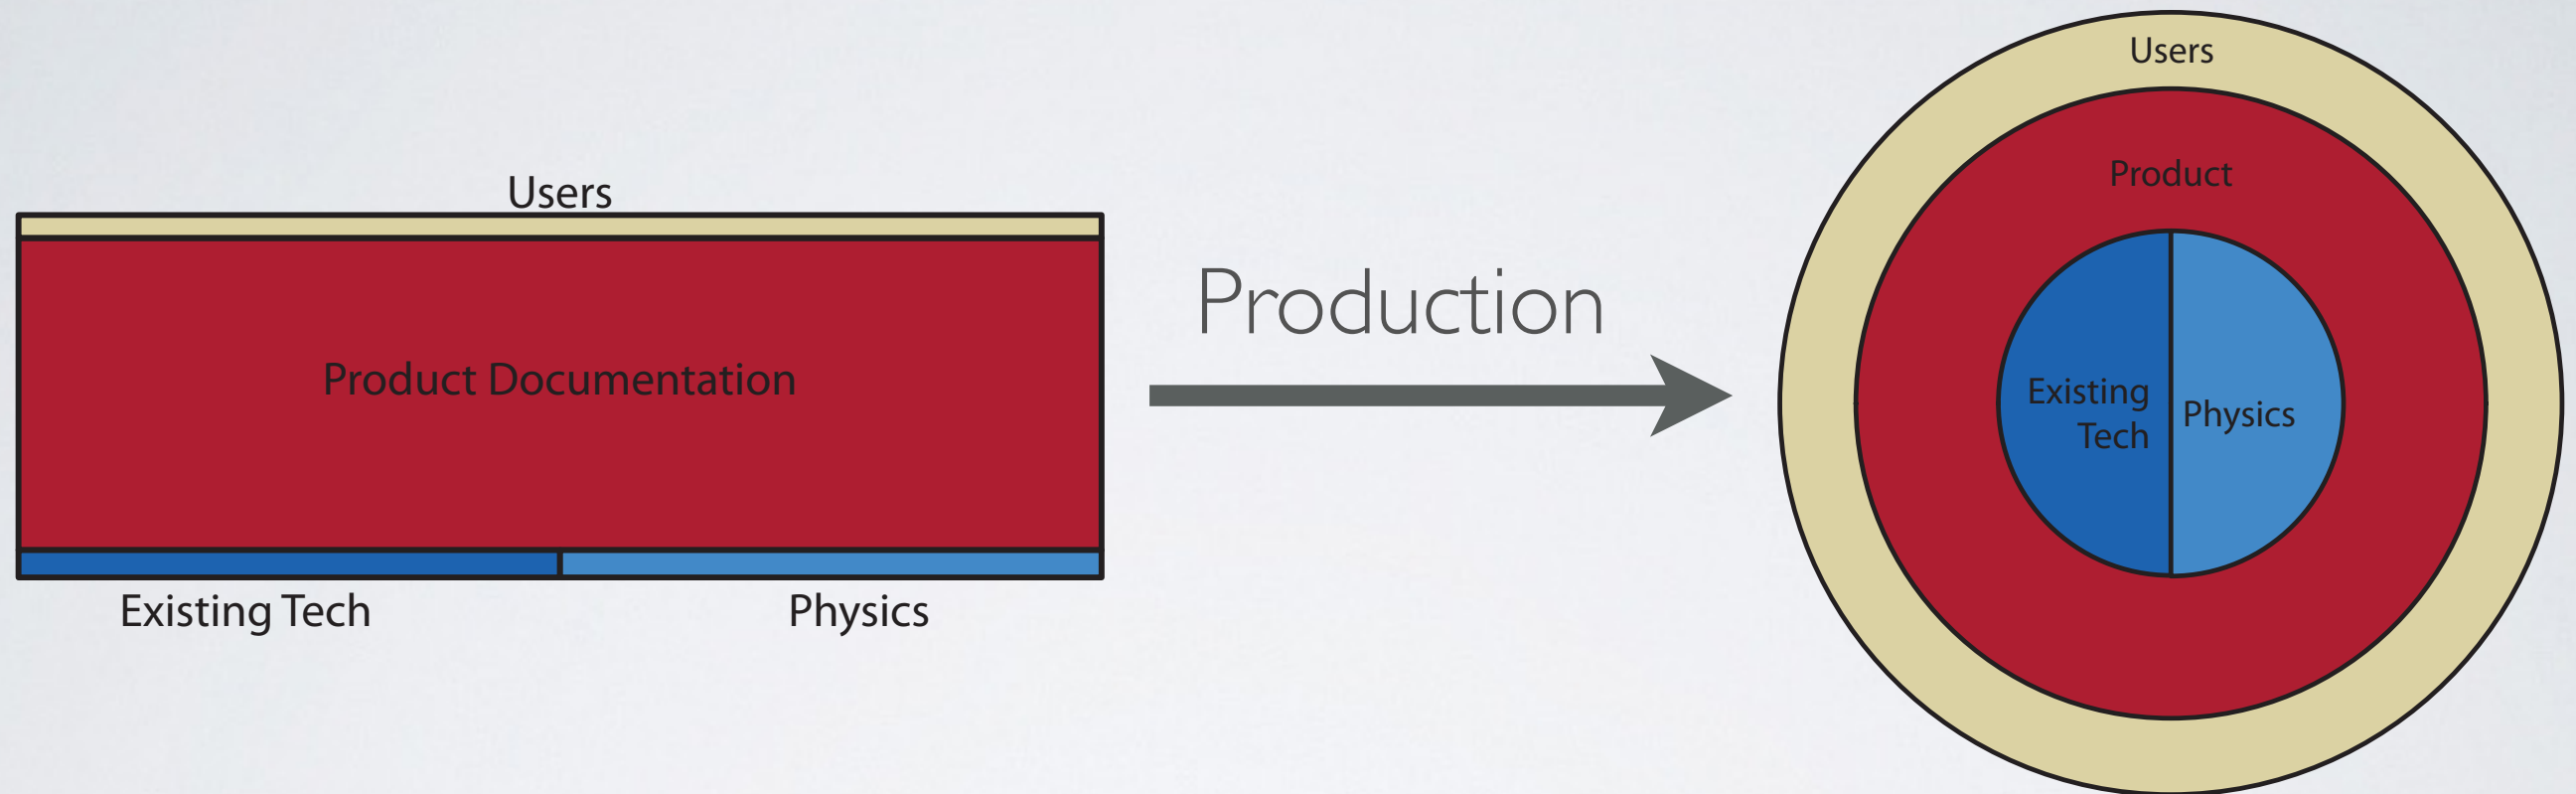 Users
Product Documentation
Existing Tech
Physics
Production
Users
Product
Existing
Tech
Physics